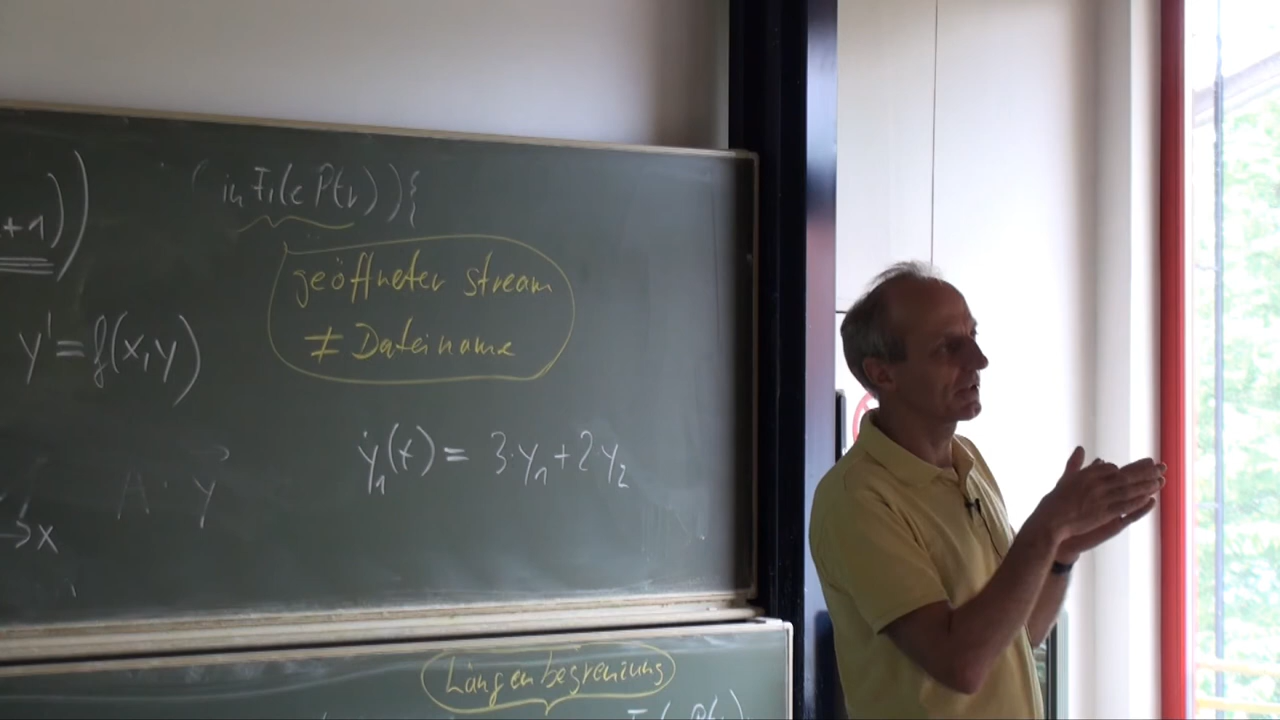 +1))
(inFile Ptr)){
geöffneter stream
≠ Dateiname
y' = f(x,y))
ẏ₁(t) = 3·y₁ + 2y₂
A · y⃗
x
Längenbegrenzung